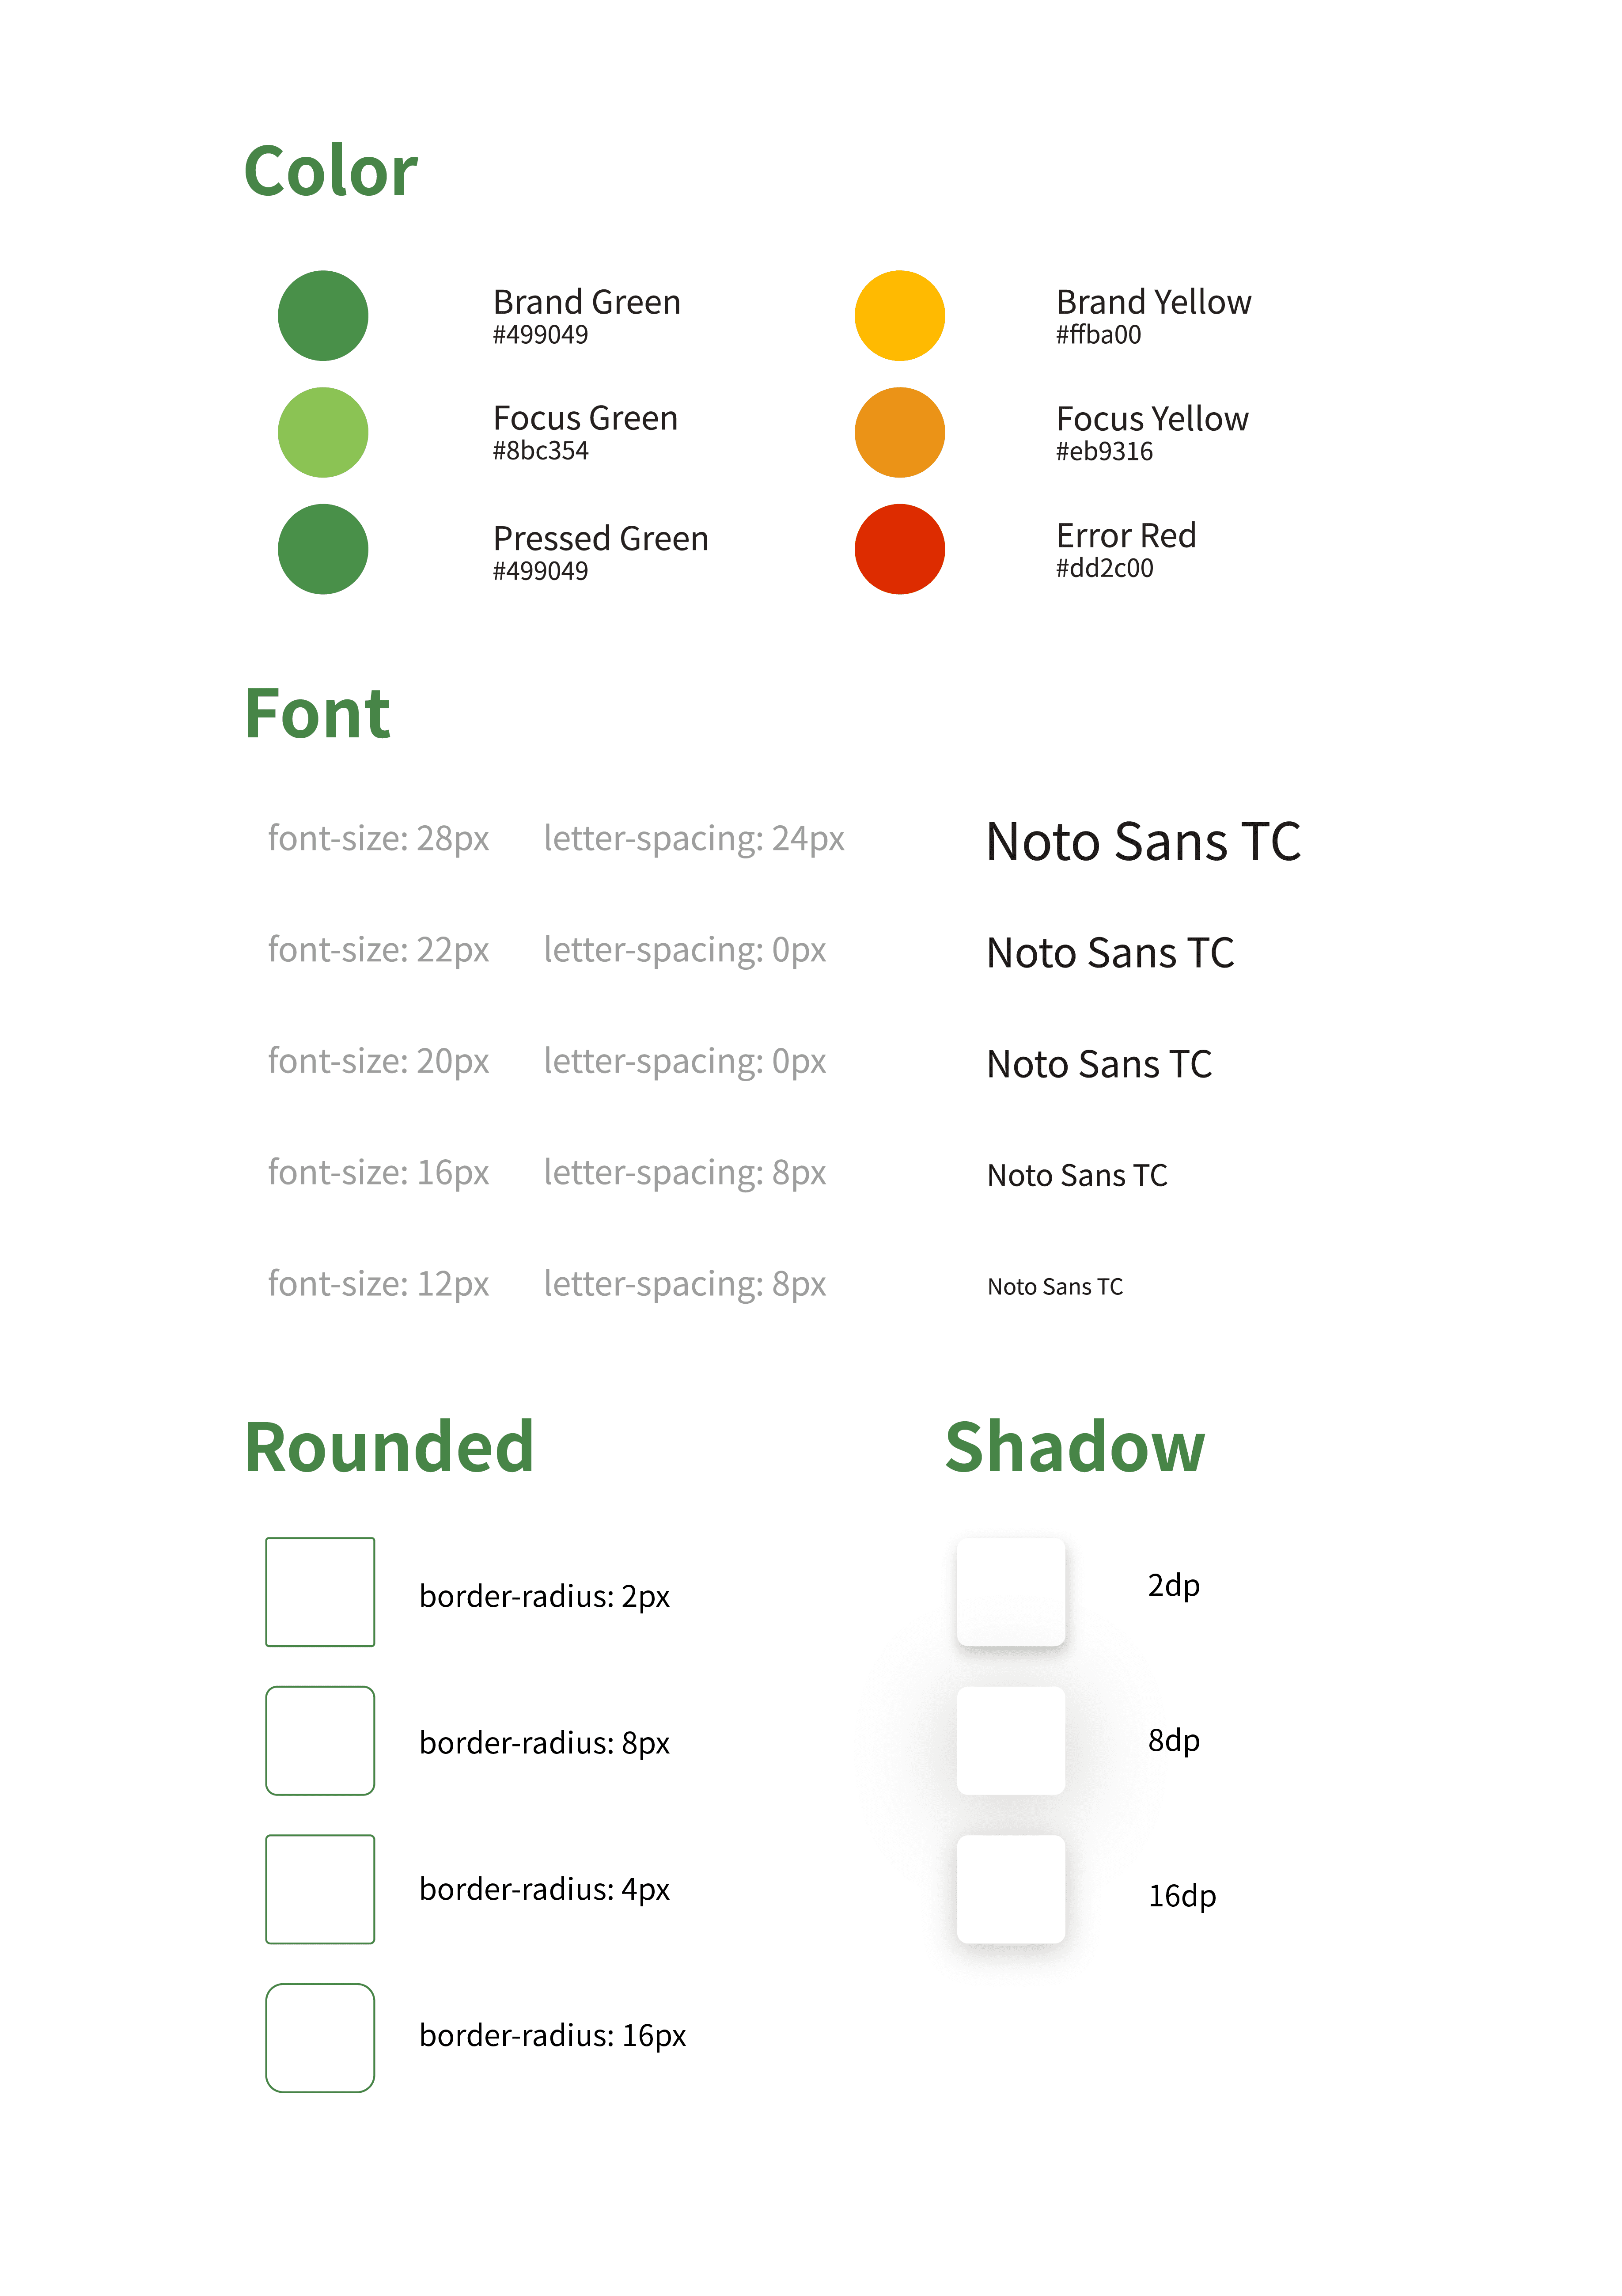 Color
Brand Green
#499049
Brand Yellow
#ffba00
Focus Green
#8bc354
Focus Yellow
#eb9316
Pressed Green
#499049
Error Red
#dd2c00
Font
font-size: 28px letter-spacing: 24px Noto Sans TC
font-size: 22px letter-spacing: 0px Noto Sans TC
font-size: 20px letter-spacing: 0px Noto Sans TC
font-size: 16px letter-spacing: 8px Noto Sans TC
font-size: 12px letter-spacing: 8px Noto Sans TC
Rounded
border-radius: 2px
border-radius: 8px
border-radius: 4px
border-radius: 16px
Shadow
2dp
8dp
16dp